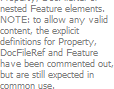 nested Feature elements.
NOTE: to allow any valid
content, the explicit
definitions for Property,
DocFileRef and Feature
have been commented out,
but are still expected in
common use.